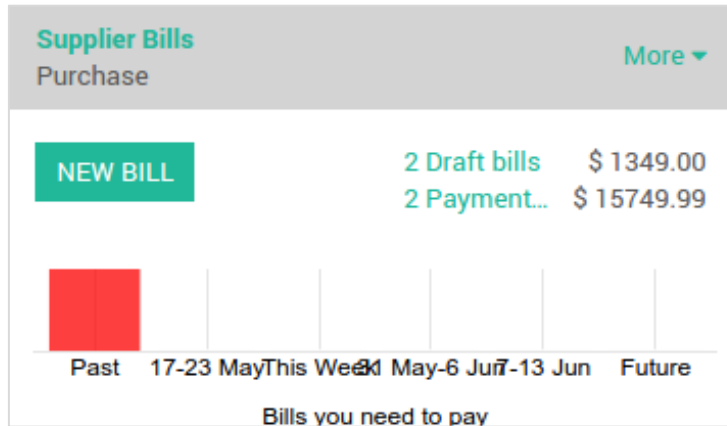 Supplier Bills
More
Purchase
NEW BILL
2 Draft bills $ 1349.00
2 Payment... $ 15749.99
Past 17-23 May This Week 31 May-6 Jun 7-13 Jun Future
Bills you need to pay